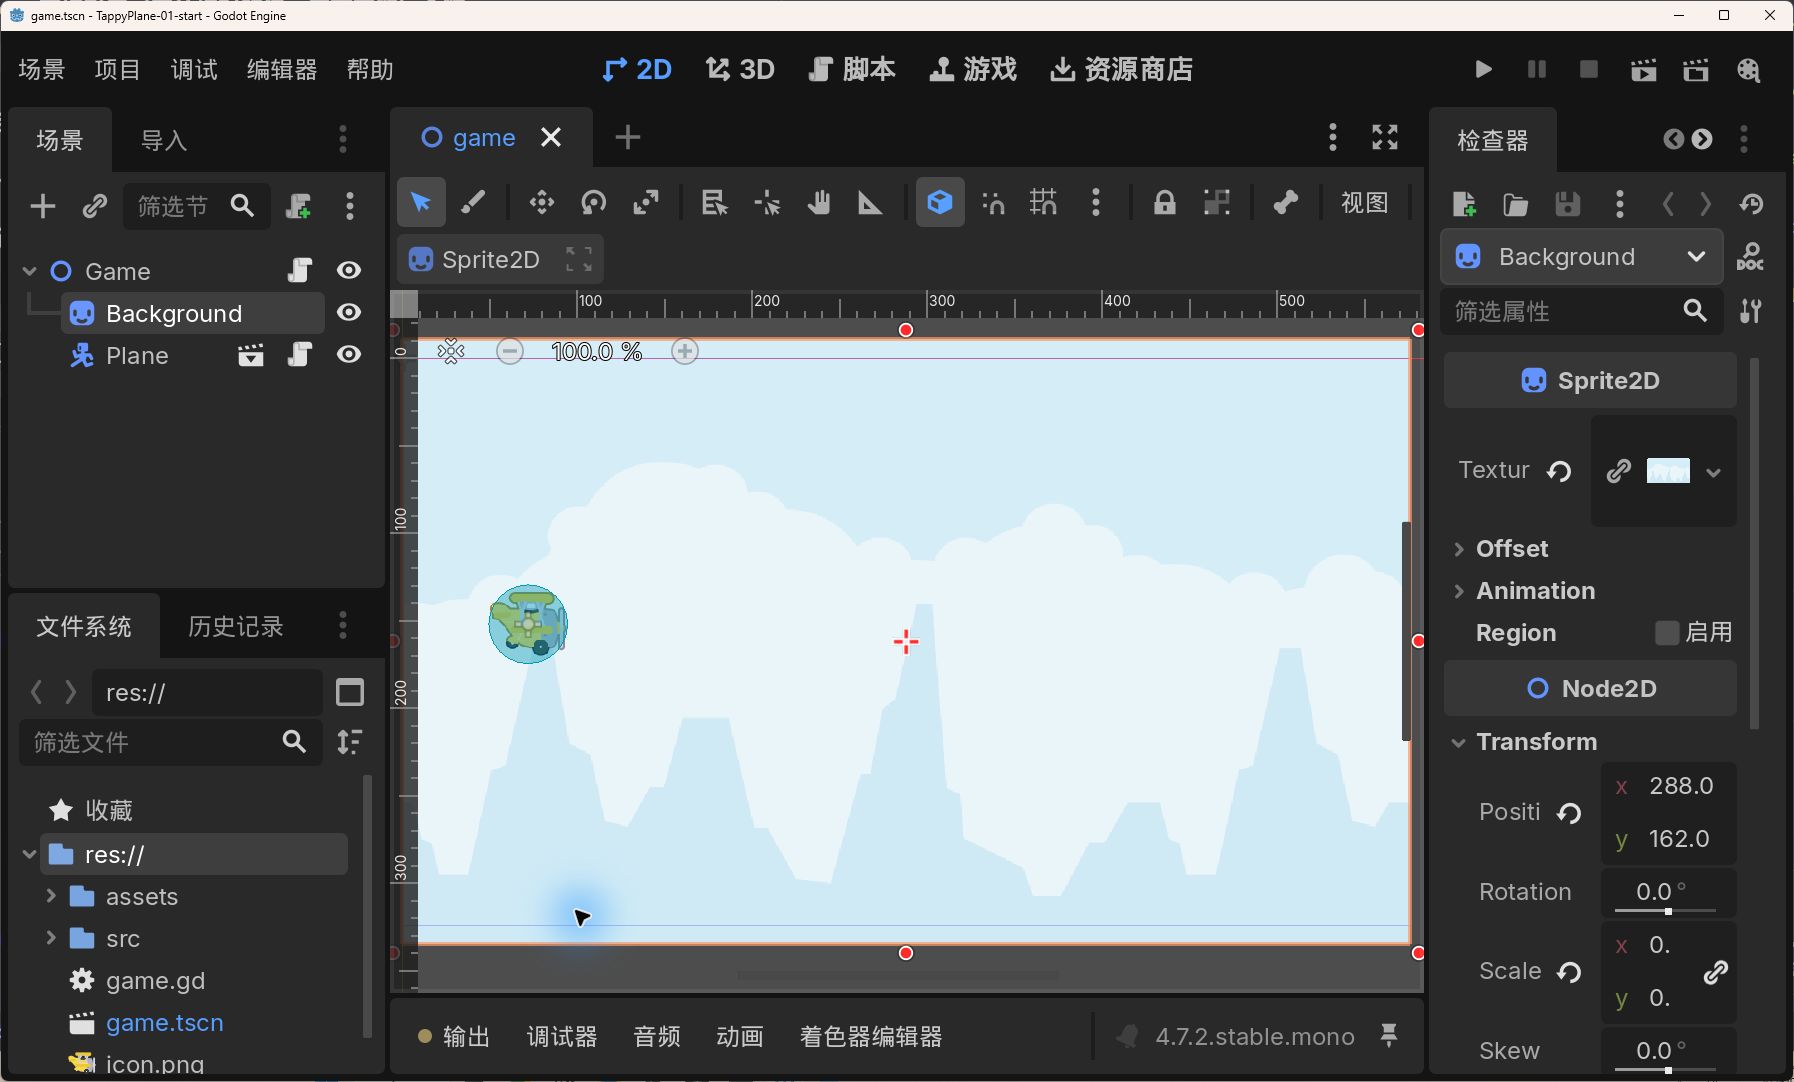 game.tscn - TappyPlane-01-start - Godot Engine
场景 项目 调试 编辑器 帮助
2D 3D 脚本 游戏 资源商店
场景 导入
game
检查器
筛选节
视图
Sprite2D
Game
Background
Plane
100 200 300 400 500
0
100
200
300
100.0 %
Background
DOC
筛选属性
Sprite2D
Textur
Offset
Animation
Region 启用
Node2D
Transform
Positi x 288.0
y 162.0
Rotation 0.0 °
Scale x 0.
y 0.
Skew 0.0 °
文件系统 历史记录
res://
筛选文件
收藏
res://
assets
src
game.gd
game.tscn
icon.png
输出 调试器 音频 动画 着色器编辑器 4.7.2.stable.mono